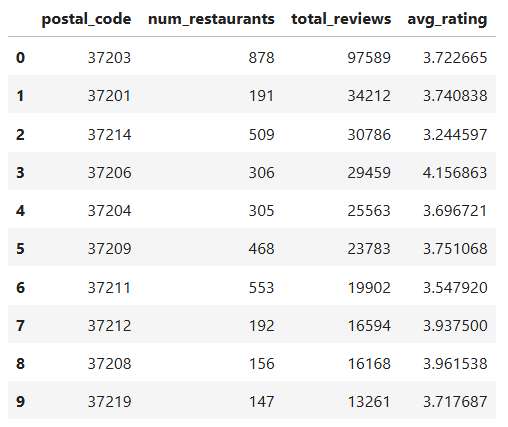 postal_code num_restaurants total_reviews avg_rating
0 37203 878 97589 3.722665
1 37201 191 34212 3.740838
2 37214 509 30786 3.244597
3 37206 306 29459 4.156863
4 37204 305 25563 3.696721
5 37209 468 23783 3.751068
6 37211 553 19902 3.547920
7 37212 192 16594 3.937500
8 37208 156 16168 3.961538
9 37219 147 13261 3.717687